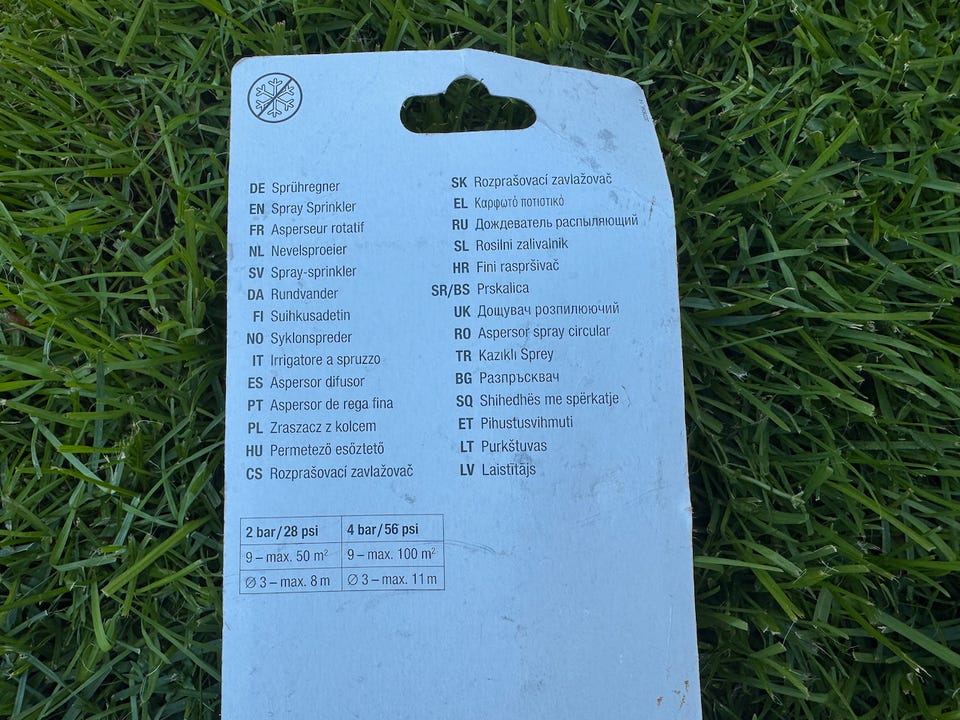 DE Sprühregner
EN Spray Sprinkler
FR Asperseur rotatif
NL Nevelsproeier
SV Spray-sprinkler
DA Rundvander
FI Suihkusadetin
NO Syklonspreder
IT Irrigatore a spruzzo
ES Aspersor difusor
PT Aspersor de rega fina
PL Zraszacz z kolcem
HU Permetező esőztető
CS Rozprašovací zavlažovač
SK Rozprašovací zavlažovač
EL Καρφωτό ποτιστικό
RU Дождеватель распыляющий
SL Rosilni zalivalnik
HR Fini raspršivač
SR/BS Prskalica
UK Дощувач розпилюючий
RO Aspersor spray circular
TR Kazıklı Sprey
BG Разпръсквач
SQ Shihedhës me spërkatje
ET Pihustusvihmuti
LT Purkštuvas
LV Laistītājs
2 bar/28 psi 4 bar/56 psi
9 – max. 50 m² 9 – max. 100 m²
∅ 3 – max. 8 m ∅ 3 – max. 11 m